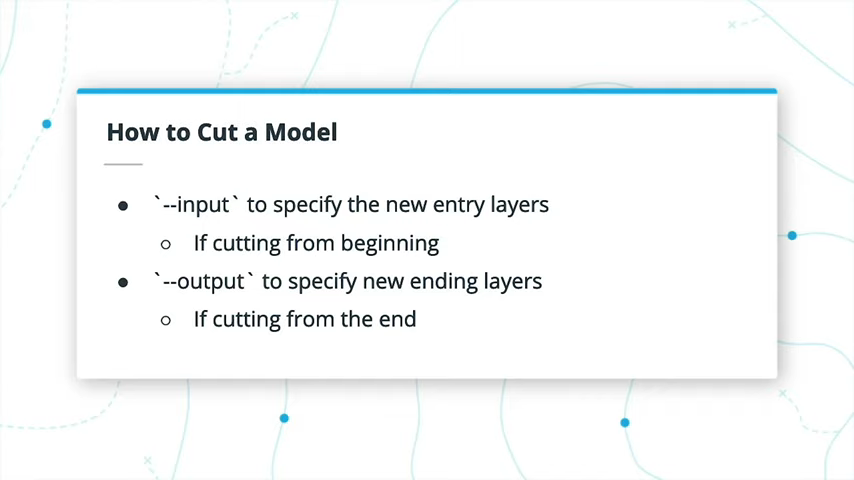 How to Cut a Model
● `--input` to specify the new entry layers
○ If cutting from beginning
● `--output` to specify new ending layers
○ If cutting from the end